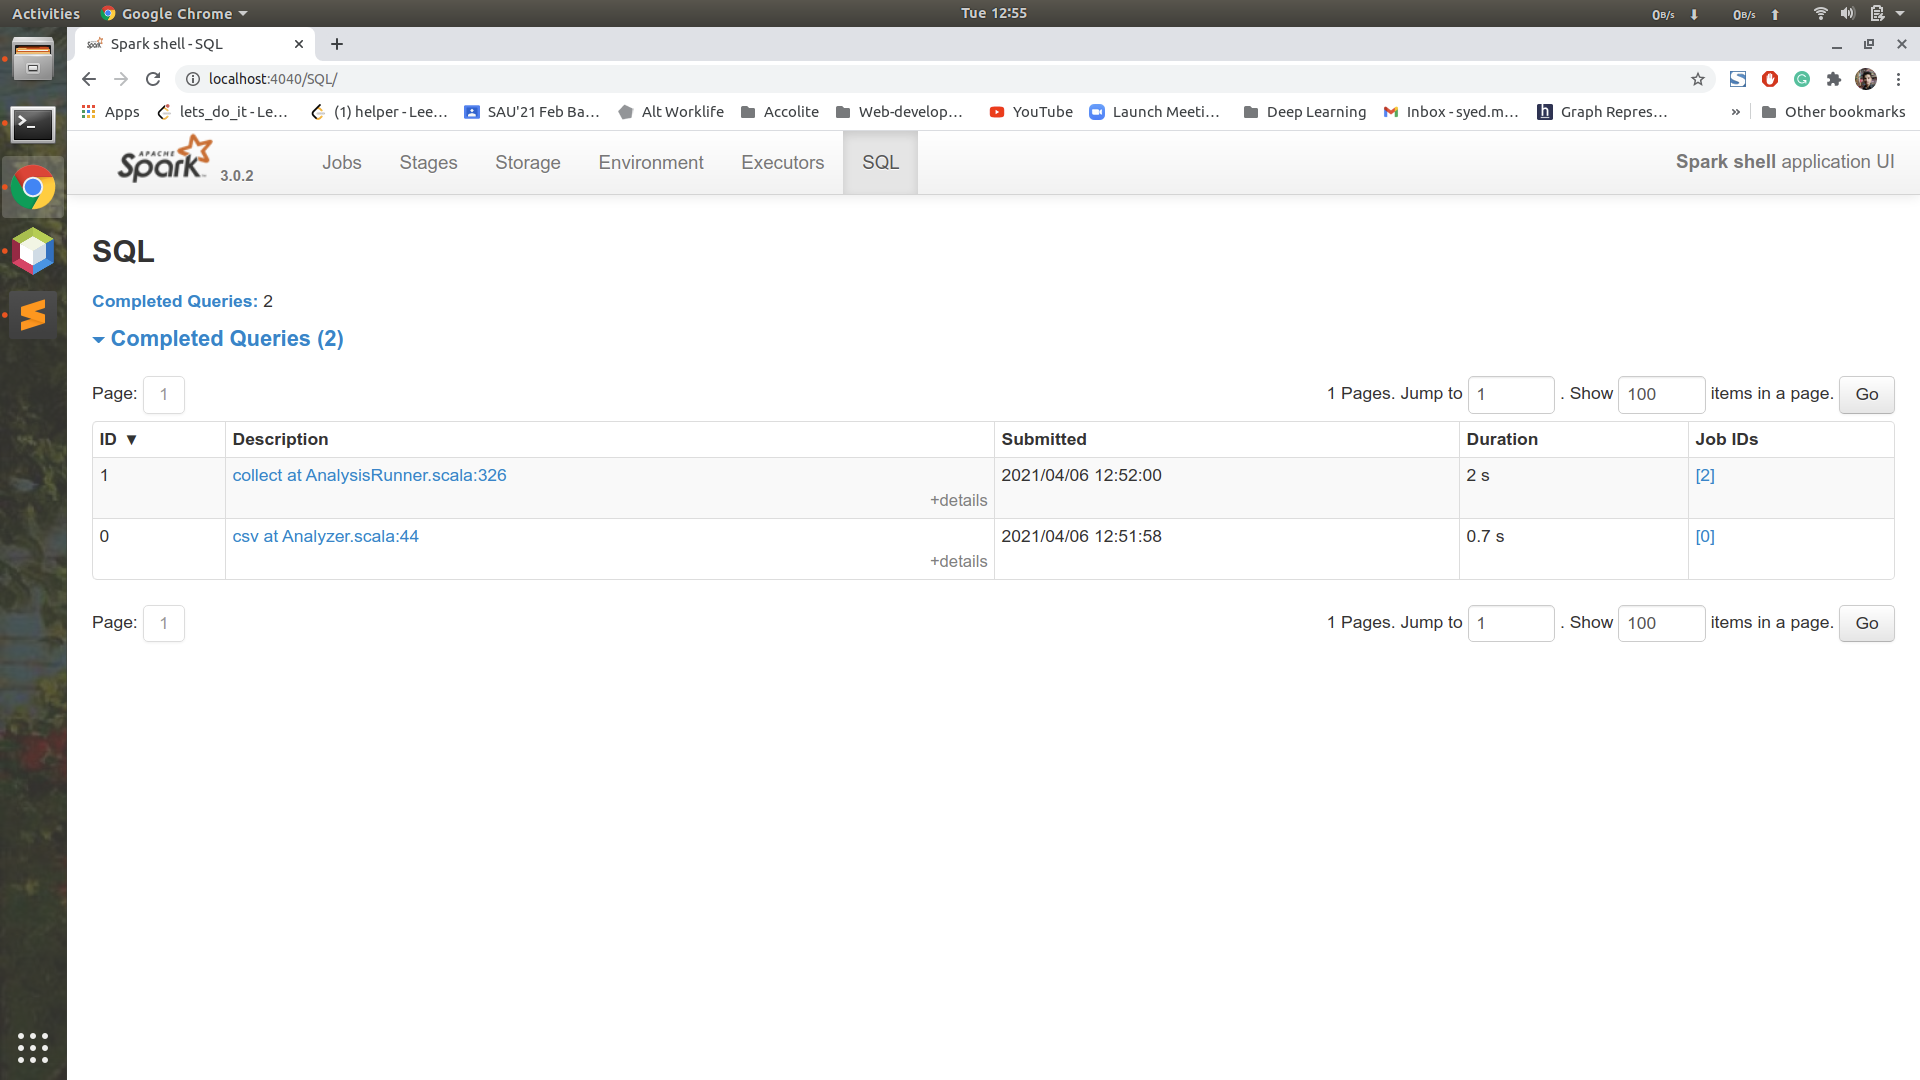 Activities Google Chrome Tue 12:55 0B/s 0B/s
Spark shell - SQL
localhost:4040/SQL/
Apps lets_do_it - Le... (1) helper - Lee... SAU'21 Feb Ba... Alt Worklife Accolite Web-develop... YouTube Launch Meeti... Deep Learning Inbox - syed.m... Graph Repres... » Other bookmarks
APACHE Spark 3.0.2 Jobs Stages Storage Environment Executors SQL Spark shell application UI
SQL
Completed Queries: 2
Completed Queries (2)
Page: 1 1 Pages. Jump to 1 . Show 100 items in a page. Go
ID ▼ Description Submitted Duration Job IDs
1 collect at AnalysisRunner.scala:326 2021/04/06 12:52:00 2 s [2]
+details
0 csv at Analyzer.scala:44 2021/04/06 12:51:58 0.7 s [0]
+details
Page: 1 1 Pages. Jump to 1 . Show 100 items in a page. Go